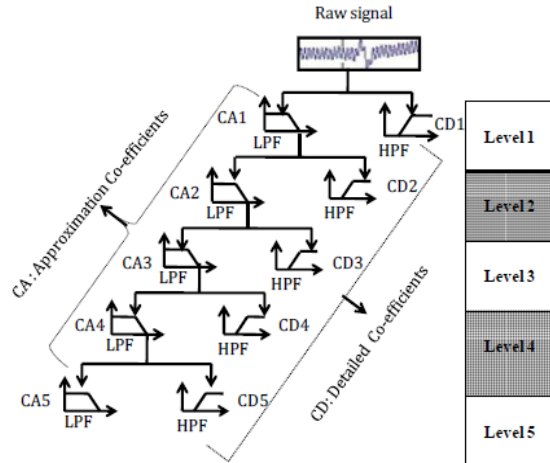 Raw signal
CA1
LPF
HPF
CD1
Level 1
CA2
LPF
HPF
CD2
Level 2
CA3
LPF
HPF
CD3
Level 3
CA4
LPF
HPF
CD4
Level 4
CA5
LPF
HPF
CD5
Level 5
CA : Approximation Co-efficients
CD: Detailed Co-efficients